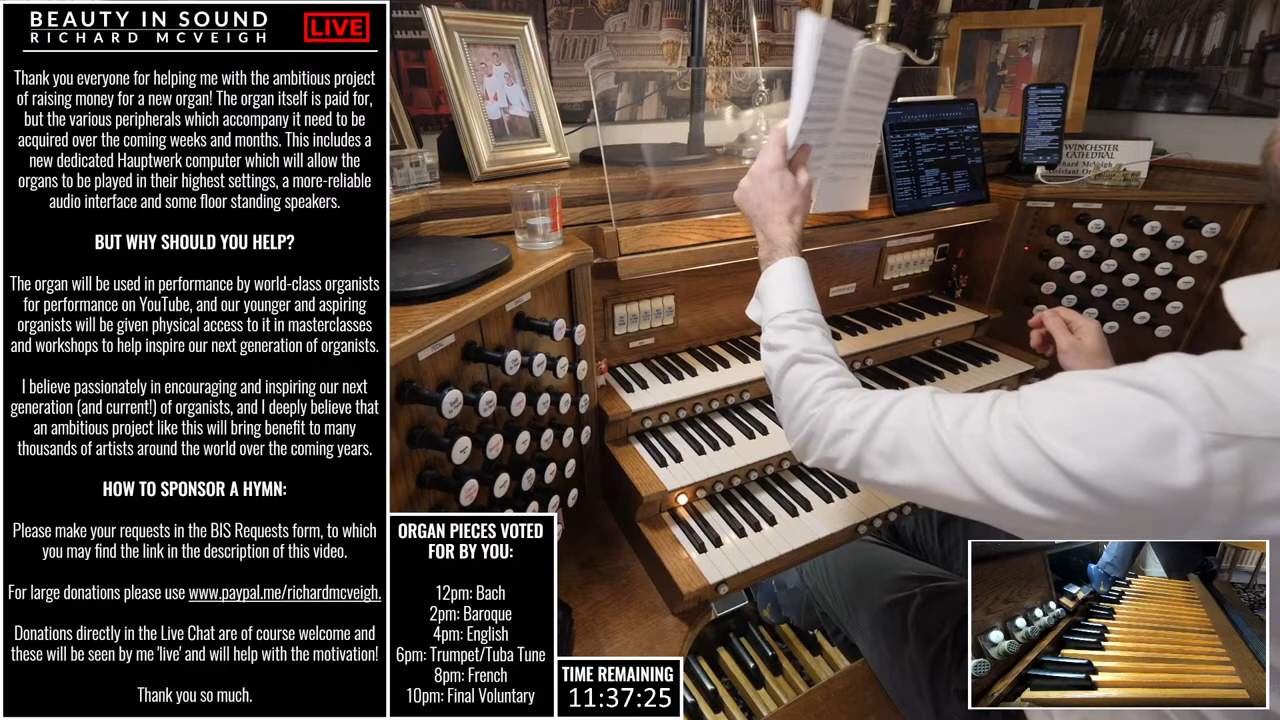 BEAUTY IN SOUND
RICHARD MCVEIGH
LIVE
Thank you everyone for helping me with the ambitious project
of raising money for a new organ! The organ itself is paid for,
but the various peripherals which accompany it need to be
acquired over the coming weeks and months. This includes a
new dedicated Hauptwerk computer which will allow the
organs to be played in their highest settings, a more-reliable
audio interface and some floor standing speakers.
BUT WHY SHOULD YOU HELP?
The organ will be used in performance by world-class organists
for performance on YouTube, and our younger and aspiring
organists will be given physical access to it in masterclasses
and workshops to help inspire our next generation of organists.
I believe passionately in encouraging and inspiring our next
generation (and current!) of organists, and I deeply believe that
an ambitious project like this will bring benefit to many
thousands of artists around the world over the coming years.
HOW TO SPONSOR A HYMN:
Please make your requests in the BIS Requests form, to which
you may find the link in the description of this video.
For large donations please use www.paypal.me/richardmcveigh.
Donations directly in the Live Chat are of course welcome and
these will be seen by me 'live' and will help with the motivation!
Thank you so much.
ORGAN PIECES VOTED
FOR BY YOU:
12pm: Bach
2pm: Baroque
4pm: English
6pm: Trumpet/Tuba Tune
8pm: French
10pm: Final Voluntary
TIME REMAINING
11:37:25
WINCHESTER
CATHEDRAL
McVeigh